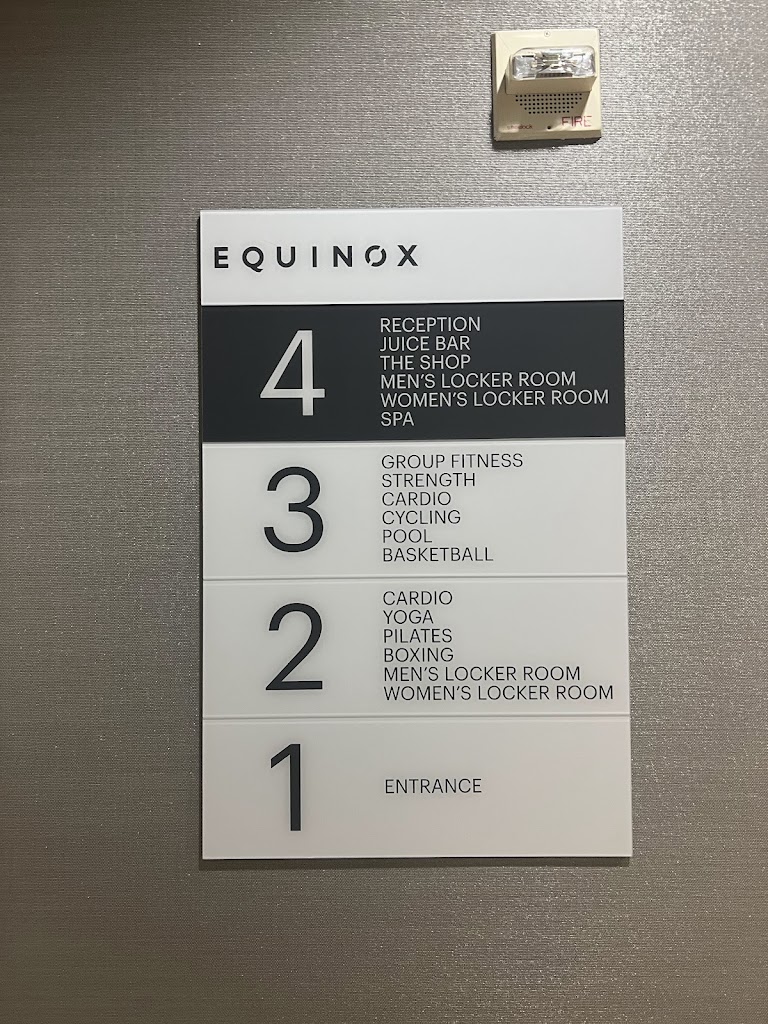 FIRE
EQUINOX
4
RECEPTION
JUICE BAR
THE SHOP
MEN'S LOCKER ROOM
WOMEN'S LOCKER ROOM
SPA
3
GROUP FITNESS
STRENGTH
CARDIO
CYCLING
POOL
BASKETBALL
2
CARDIO
YOGA
PILATES
BOXING
MEN'S LOCKER ROOM
WOMEN'S LOCKER ROOM
1
ENTRANCE